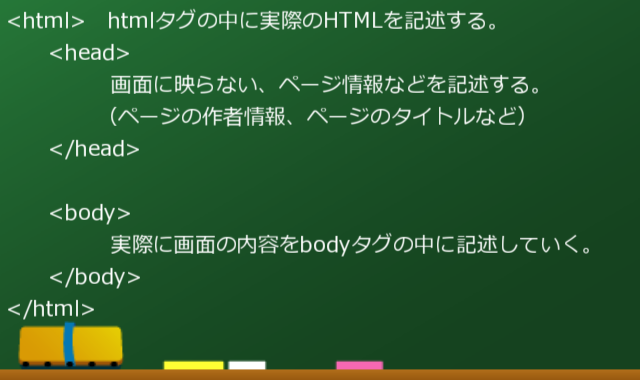 <html> htmlタグの中に実際のHTMLを記述する。
<head>
画面に映らない、ページ情報などを記述する。
（ページの作者情報、ページのタイトルなど）
</head>
<body>
実際に画面の内容をbodyタグの中に記述していく。
</body>
</html>